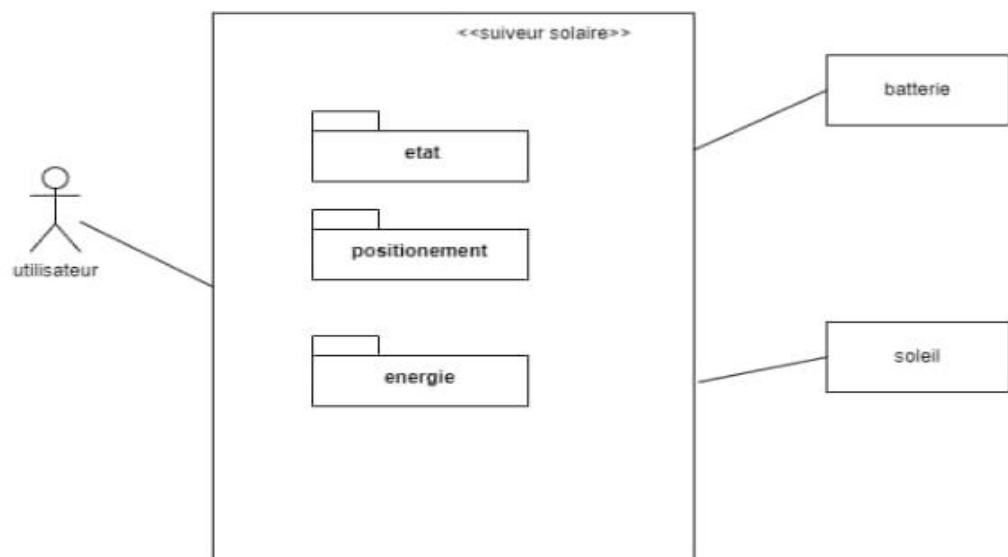 <<suiveur solaire>>
batterie
etat
positionement
utilisateur
soleil
energie